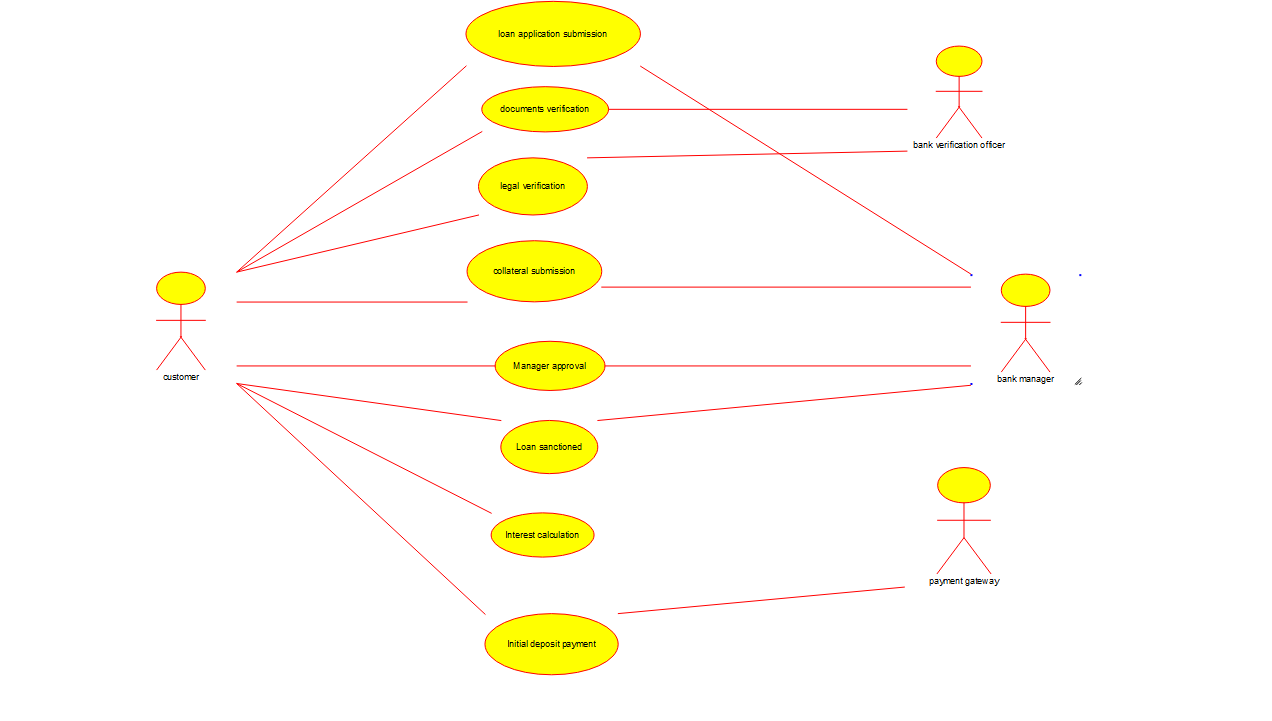 loan application submission
documents verification
bank verification officer
legal verification
collateral submission
Manager approval
customer
bank manager
Loan sanctioned
Interest calculation
payment gateway
Initial deposit payment